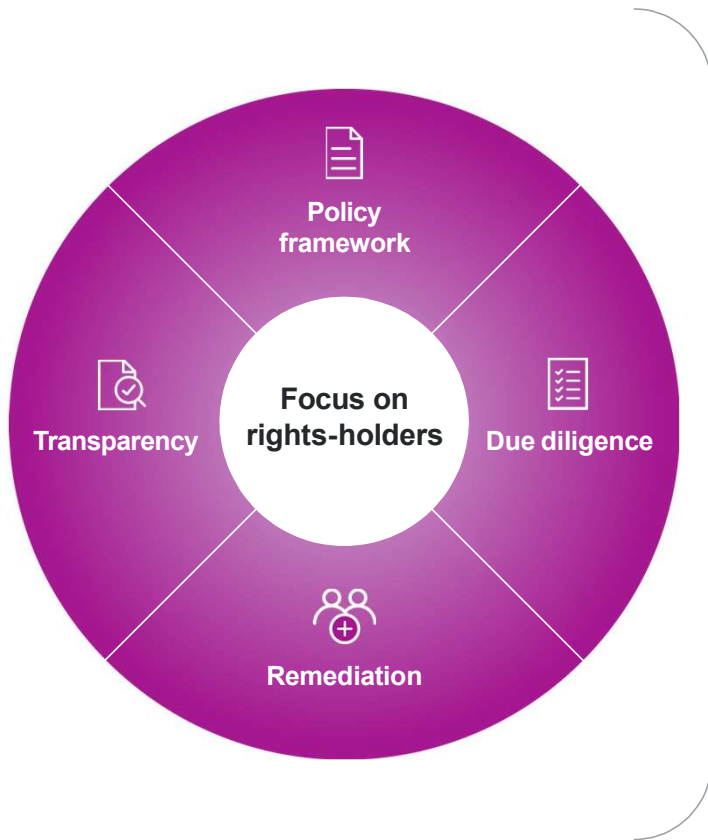 Policy
framework
Transparency
Focus on
rights-holders
Due diligence
Remediation